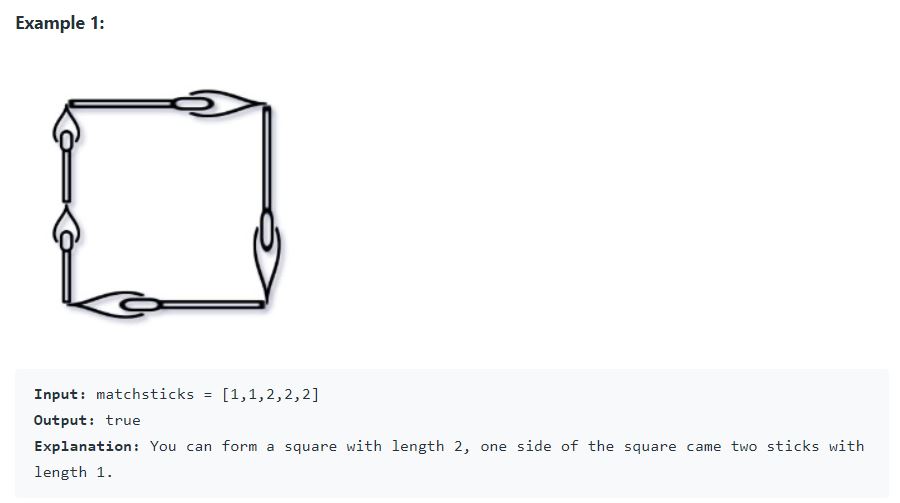 Example 1:
Input: matchsticks = [1,1,2,2,2]
Output: true
Explanation: You can form a square with length 2, one side of the square came two sticks with
length 1.